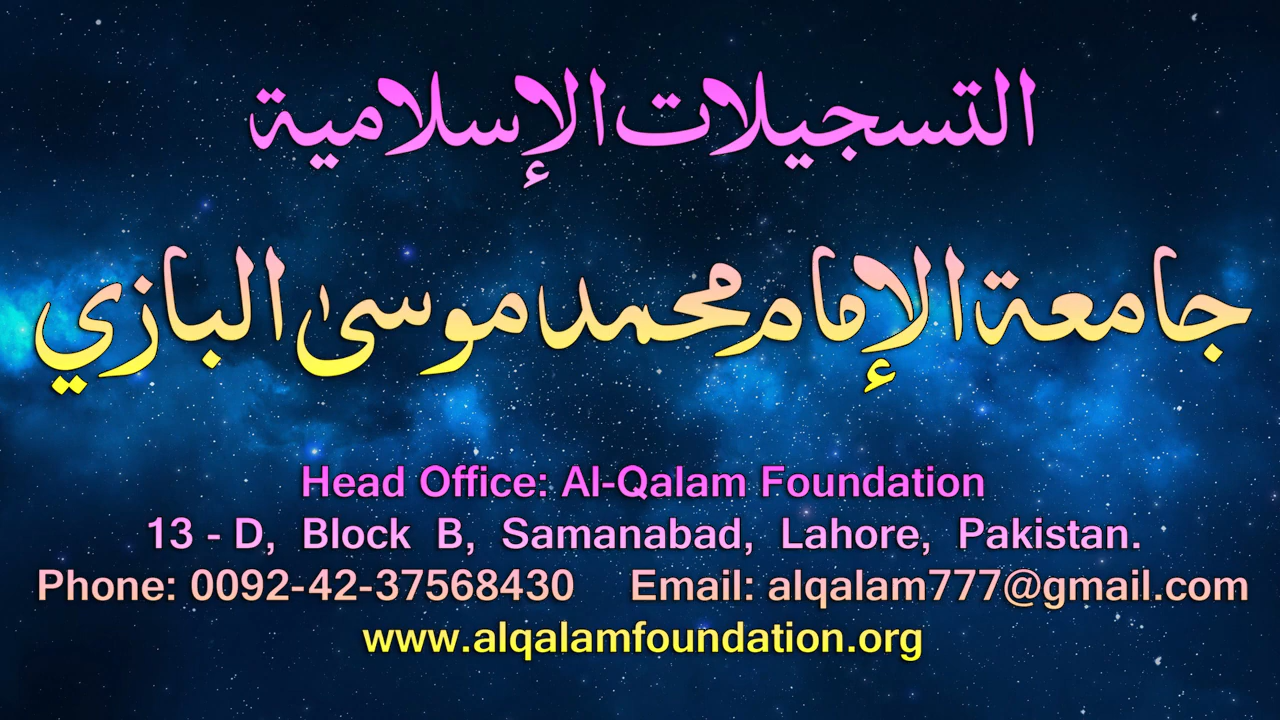 التسجيلات الإسلامية
جامعة الإمام محمد موسىٰ البازي
Head Office: Al-Qalam Foundation
13 - D, Block B, Samanabad, Lahore, Pakistan.
Phone: 0092-42-37568430 Email: alqalam777@gmail.com
www.alqalamfoundation.org